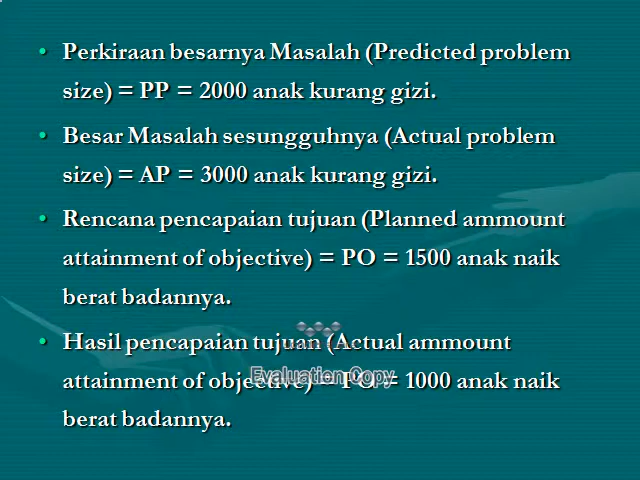 • Perkiraan besarnya Masalah (Predicted problem
size) = PP = 2000 anak kurang gizi.
• Besar Masalah sesungguhnya (Actual problem
size) = AP = 3000 anak kurang gizi.
• Rencana pencapaian tujuan (Planned ammount
attainment of objective) = PO = 1500 anak naik
berat badannya.
• Hasil pencapaian tujuan (Actual ammount
attainment of objective) = PO = 1000 anak naik
Evaluation Copy
berat badannya.